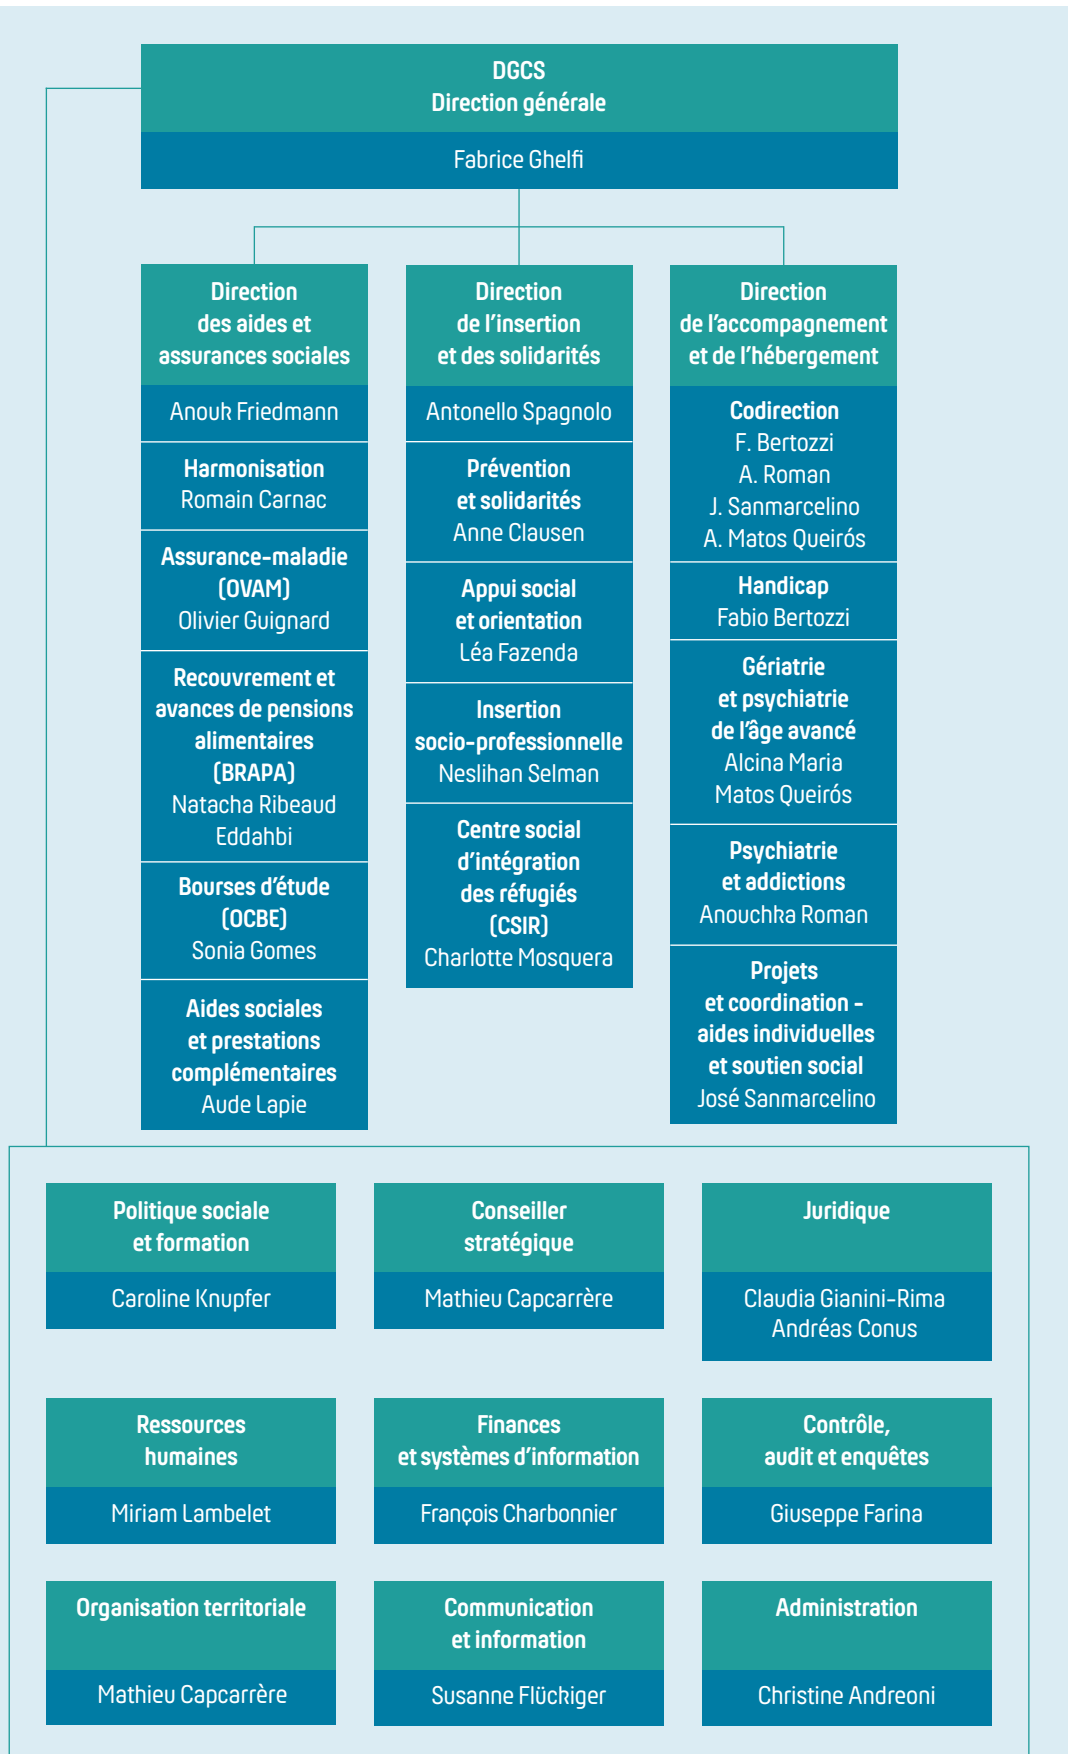 DGCS
Direction générale
Fabrice Ghelfi
Direction
des aides et
assurances sociales
Anouk Friedmann
Harmonisation
Romain Carnac
Assurance-maladie
(OVAM)
Olivier Guignard
Recouvrement et
avances de pensions
alimentaires
(BRAPA)
Natacha Ribeaud
Eddahbi
Bourses d'étude
(OCBE)
Sonia Gomes
Aides sociales
et prestations
complémentaires
Aude Lapie
Direction
de l'insertion
et des solidarités
Antonello Spagnolo
Prévention
et solidarités
Anne Clausen
Appui social
et orientation
Léa Fazenda
Insertion
socio-professionnelle
Neslihan Selman
Centre social
d'intégration
des réfugiés
(CSIR)
Charlotte Mosquera
Direction
de l'accompagnement
et de l'hébergement
Codirection
F. Bertozzi
A. Roman
J. Sanmarcelino
A. Matos Queirós
Handicap
Fabio Bertozzi
Gériatrie
et psychiatrie
de l'âge avancé
Alcina Maria
Matos Queirós
Psychiatrie
et addictions
Anouchka Roman
Projets
et coordination -
aides individuelles
et soutien social
José Sanmarcelino
Politique sociale
et formation
Caroline Knupfer
Conseiller
stratégique
Mathieu Capcarrère
Juridique
Claudia Gianini-Rima
Andréas Conus
Ressources
humaines
Miriam Lambelet
Finances
et systèmes d'information
François Charbonnier
Contrôle,
audit et enquêtes
Giuseppe Farina
Organisation territoriale
Mathieu Capcarrère
Communication
et information
Susanne Flückiger
Administration
Christine Andreoni